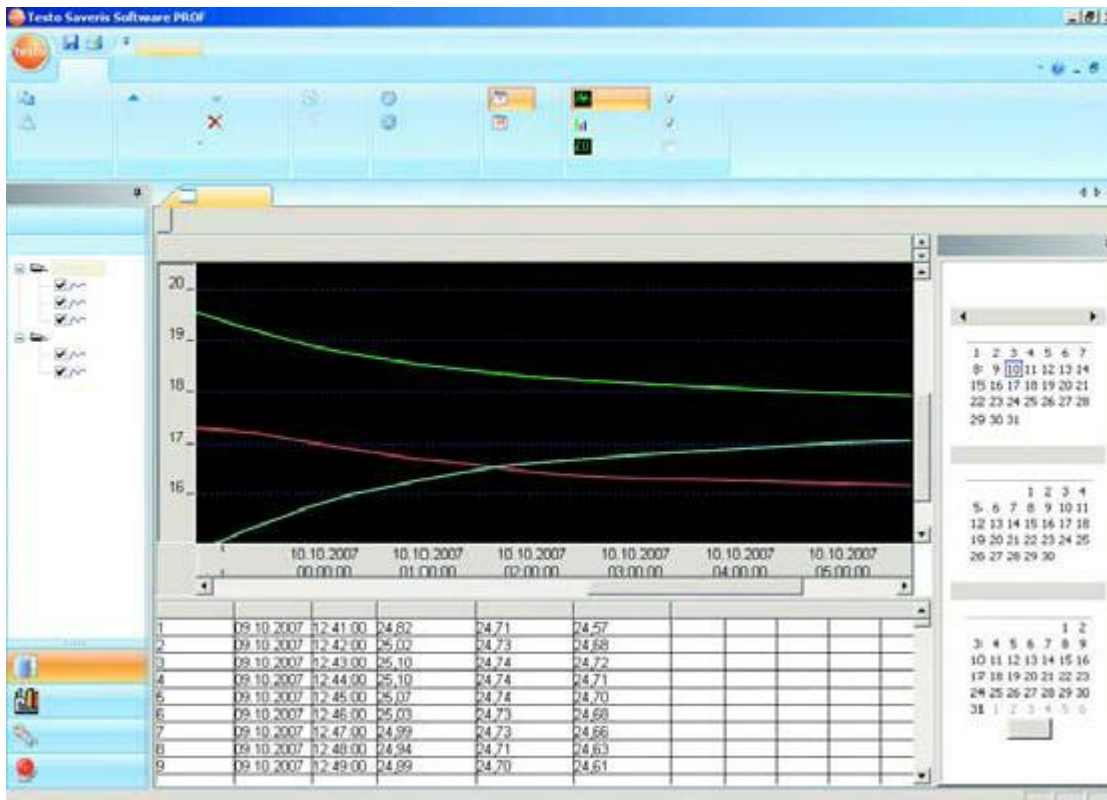 Testo Saveris Software PROF
testo
20
19
18
17
16
10.10.2007 10.10.2007 10.10.2007 10.10.2007 10.10.2007 10.10.2007
00:00:00 01:00:00 02:00:00 03:00:00 04:00:00 05:00:00
1 09.10.2007 12:41:00 24,82 24,71 24,57
2 09.10.2007 12:42:00 25,02 24,73 24,68
3 09.10.2007 12:43:00 25,10 24,74 24,72
4 09.10.2007 12:44:00 25,10 24,74 24,71
5 09.10.2007 12:45:00 25,07 24,74 24,70
6 09.10.2007 12:46:00 25,03 24,73 24,68
7 09.10.2007 12:47:00 24,99 24,73 24,66
8 09.10.2007 12:48:00 24,94 24,71 24,63
9 09.10.2007 12:49:00 24,89 24,70 24,61
1 2 3 4 5 6 7
8 9 10 11 12 13 14
15 16 17 18 19 20 21
22 23 24 25 26 27 28
29 30 31
1 2 3 4
5 6 7 8 9 10 11
12 13 14 15 16 17 18
19 20 21 22 23 24 25
26 27 28 29 30
1 2
3 4 5 6 7 8 9
10 11 12 13 14 15 16
17 18 19 20 21 22 23
24 25 26 27 28 29 30
31 1 2 3 4 5 6